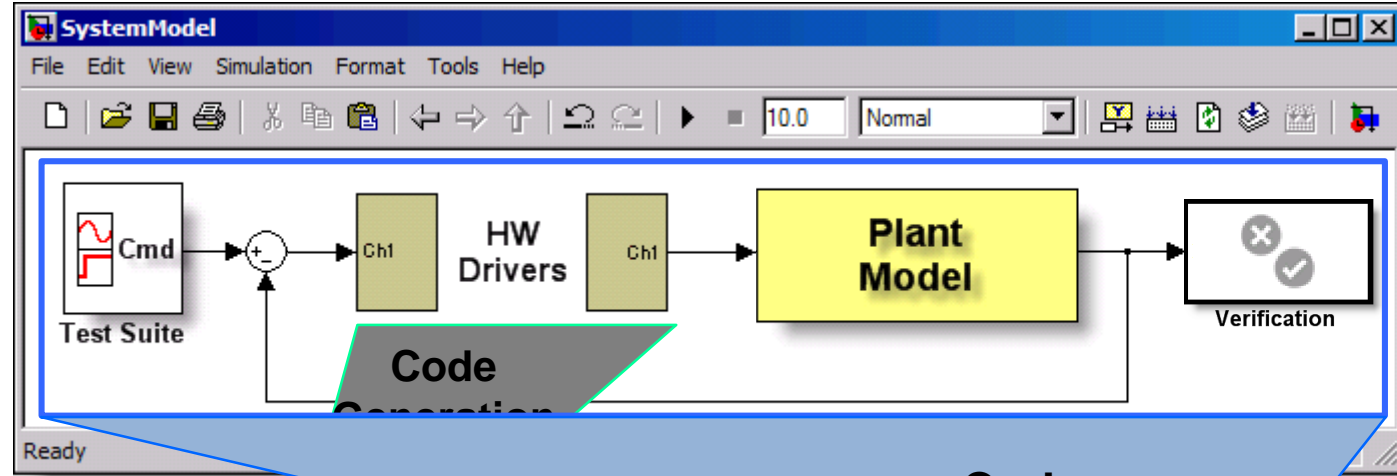 SystemModel
File Edit View Simulation Format Tools Help
10.0 Normal
Cmd
Test Suite
+
−
Ch1
HW
Drivers
Ch1
Plant
Model
Verification
Code
Generation
Ready